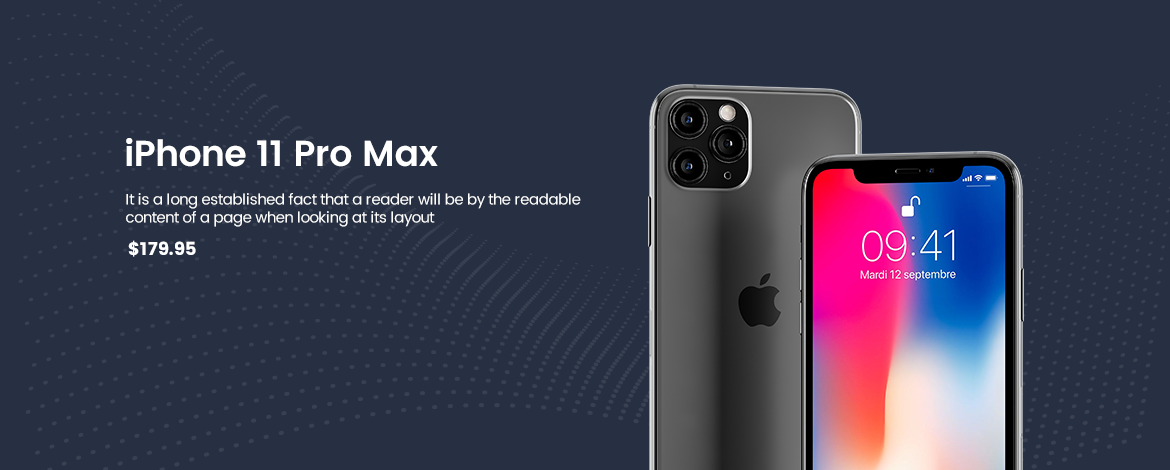 iPhone 11 Pro Max
It is a long established fact that a reader will be by the readable
content of a page when looking at its layout
$179.95
09:41
Mardi 12 septembre